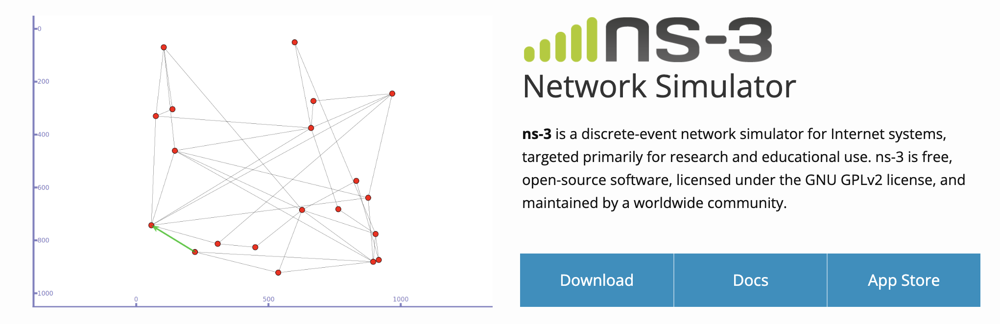 0
200
400
600
800
1000
0 500 1000
ns-3
Network Simulator
ns-3 is a discrete-event network simulator for Internet systems,
targeted primarily for research and educational use. ns-3 is free,
open-source software, licensed under the GNU GPLv2 license, and
maintained by a worldwide community.
Download Docs App Store